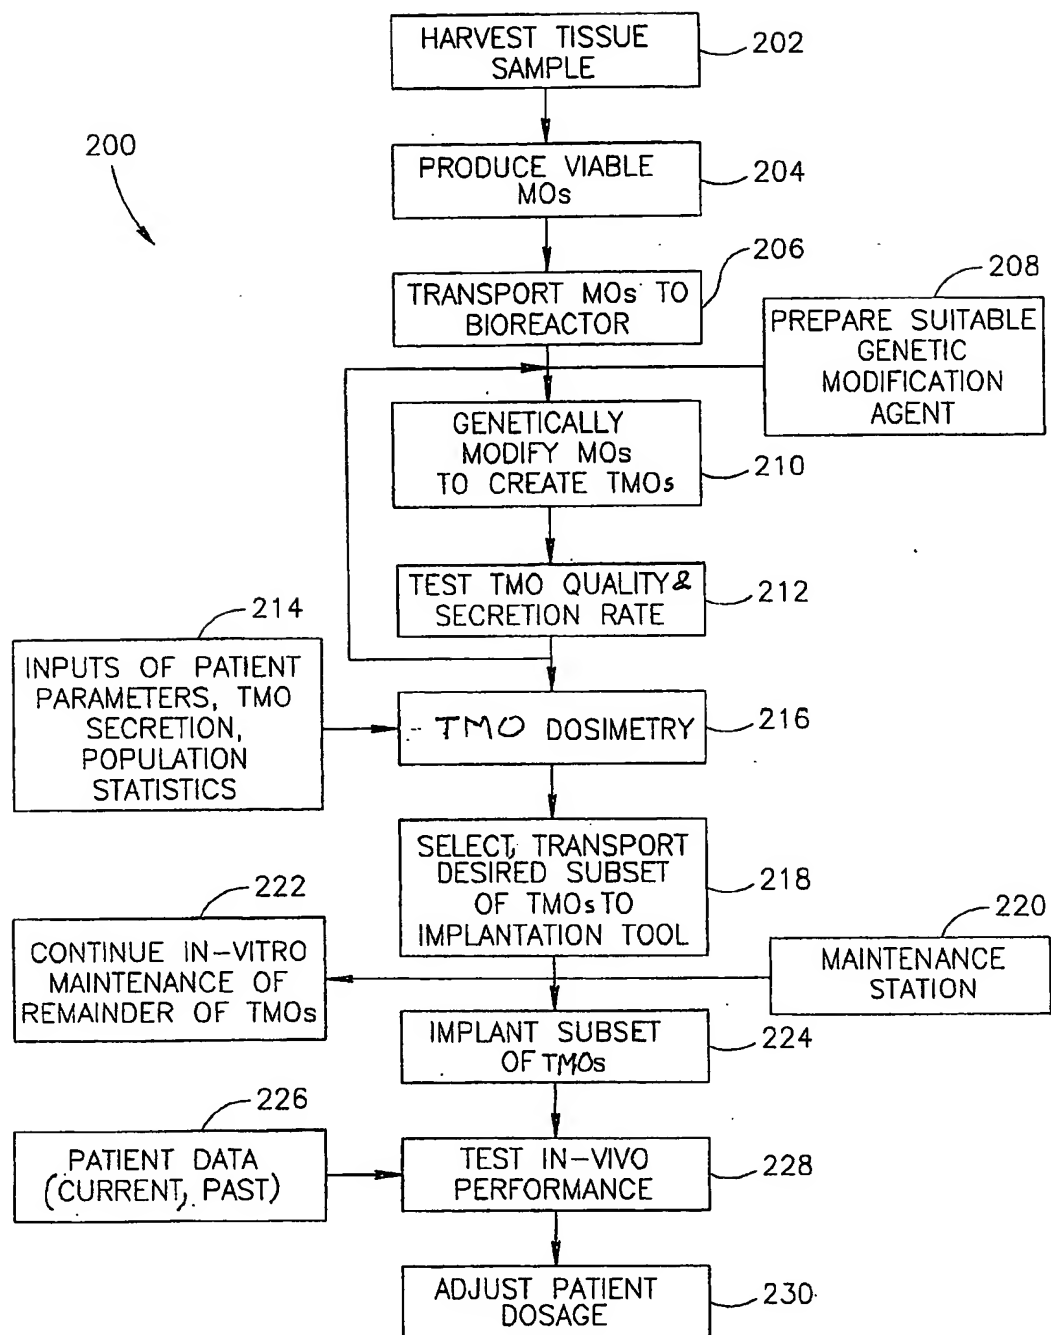 HARVEST TISSUE
SAMPLE
202
200
PRODUCE VIABLE
MOs
204
206
TRANSPORT MOs TO
BIOREACTOR
208
PREPARE SUITABLE
GENETIC
MODIFICATION
AGENT
GENETICALLY
MODIFY MOs
TO CREATE TMOs
210
TEST TMO QUALITY &
SECRETION RATE
212
214
INPUTS OF PATIENT
PARAMETERS, TMO
SECRETION,
POPULATION
STATISTICS
TMO DOSIMETRY
216
SELECT, TRANSPORT
DESIRED SUBSET
OF TMOs TO
IMPLANTATION TOOL
218
222
CONTINUE IN-VITRO
MAINTENANCE OF
REMAINDER OF TMOs
220
MAINTENANCE
STATION
IMPLANT SUBSET
OF TMOs
224
226
PATIENT DATA
(CURRENT, PAST)
TEST IN-VIVO
PERFORMANCE
228
ADJUST PATIENT
DOSAGE
230